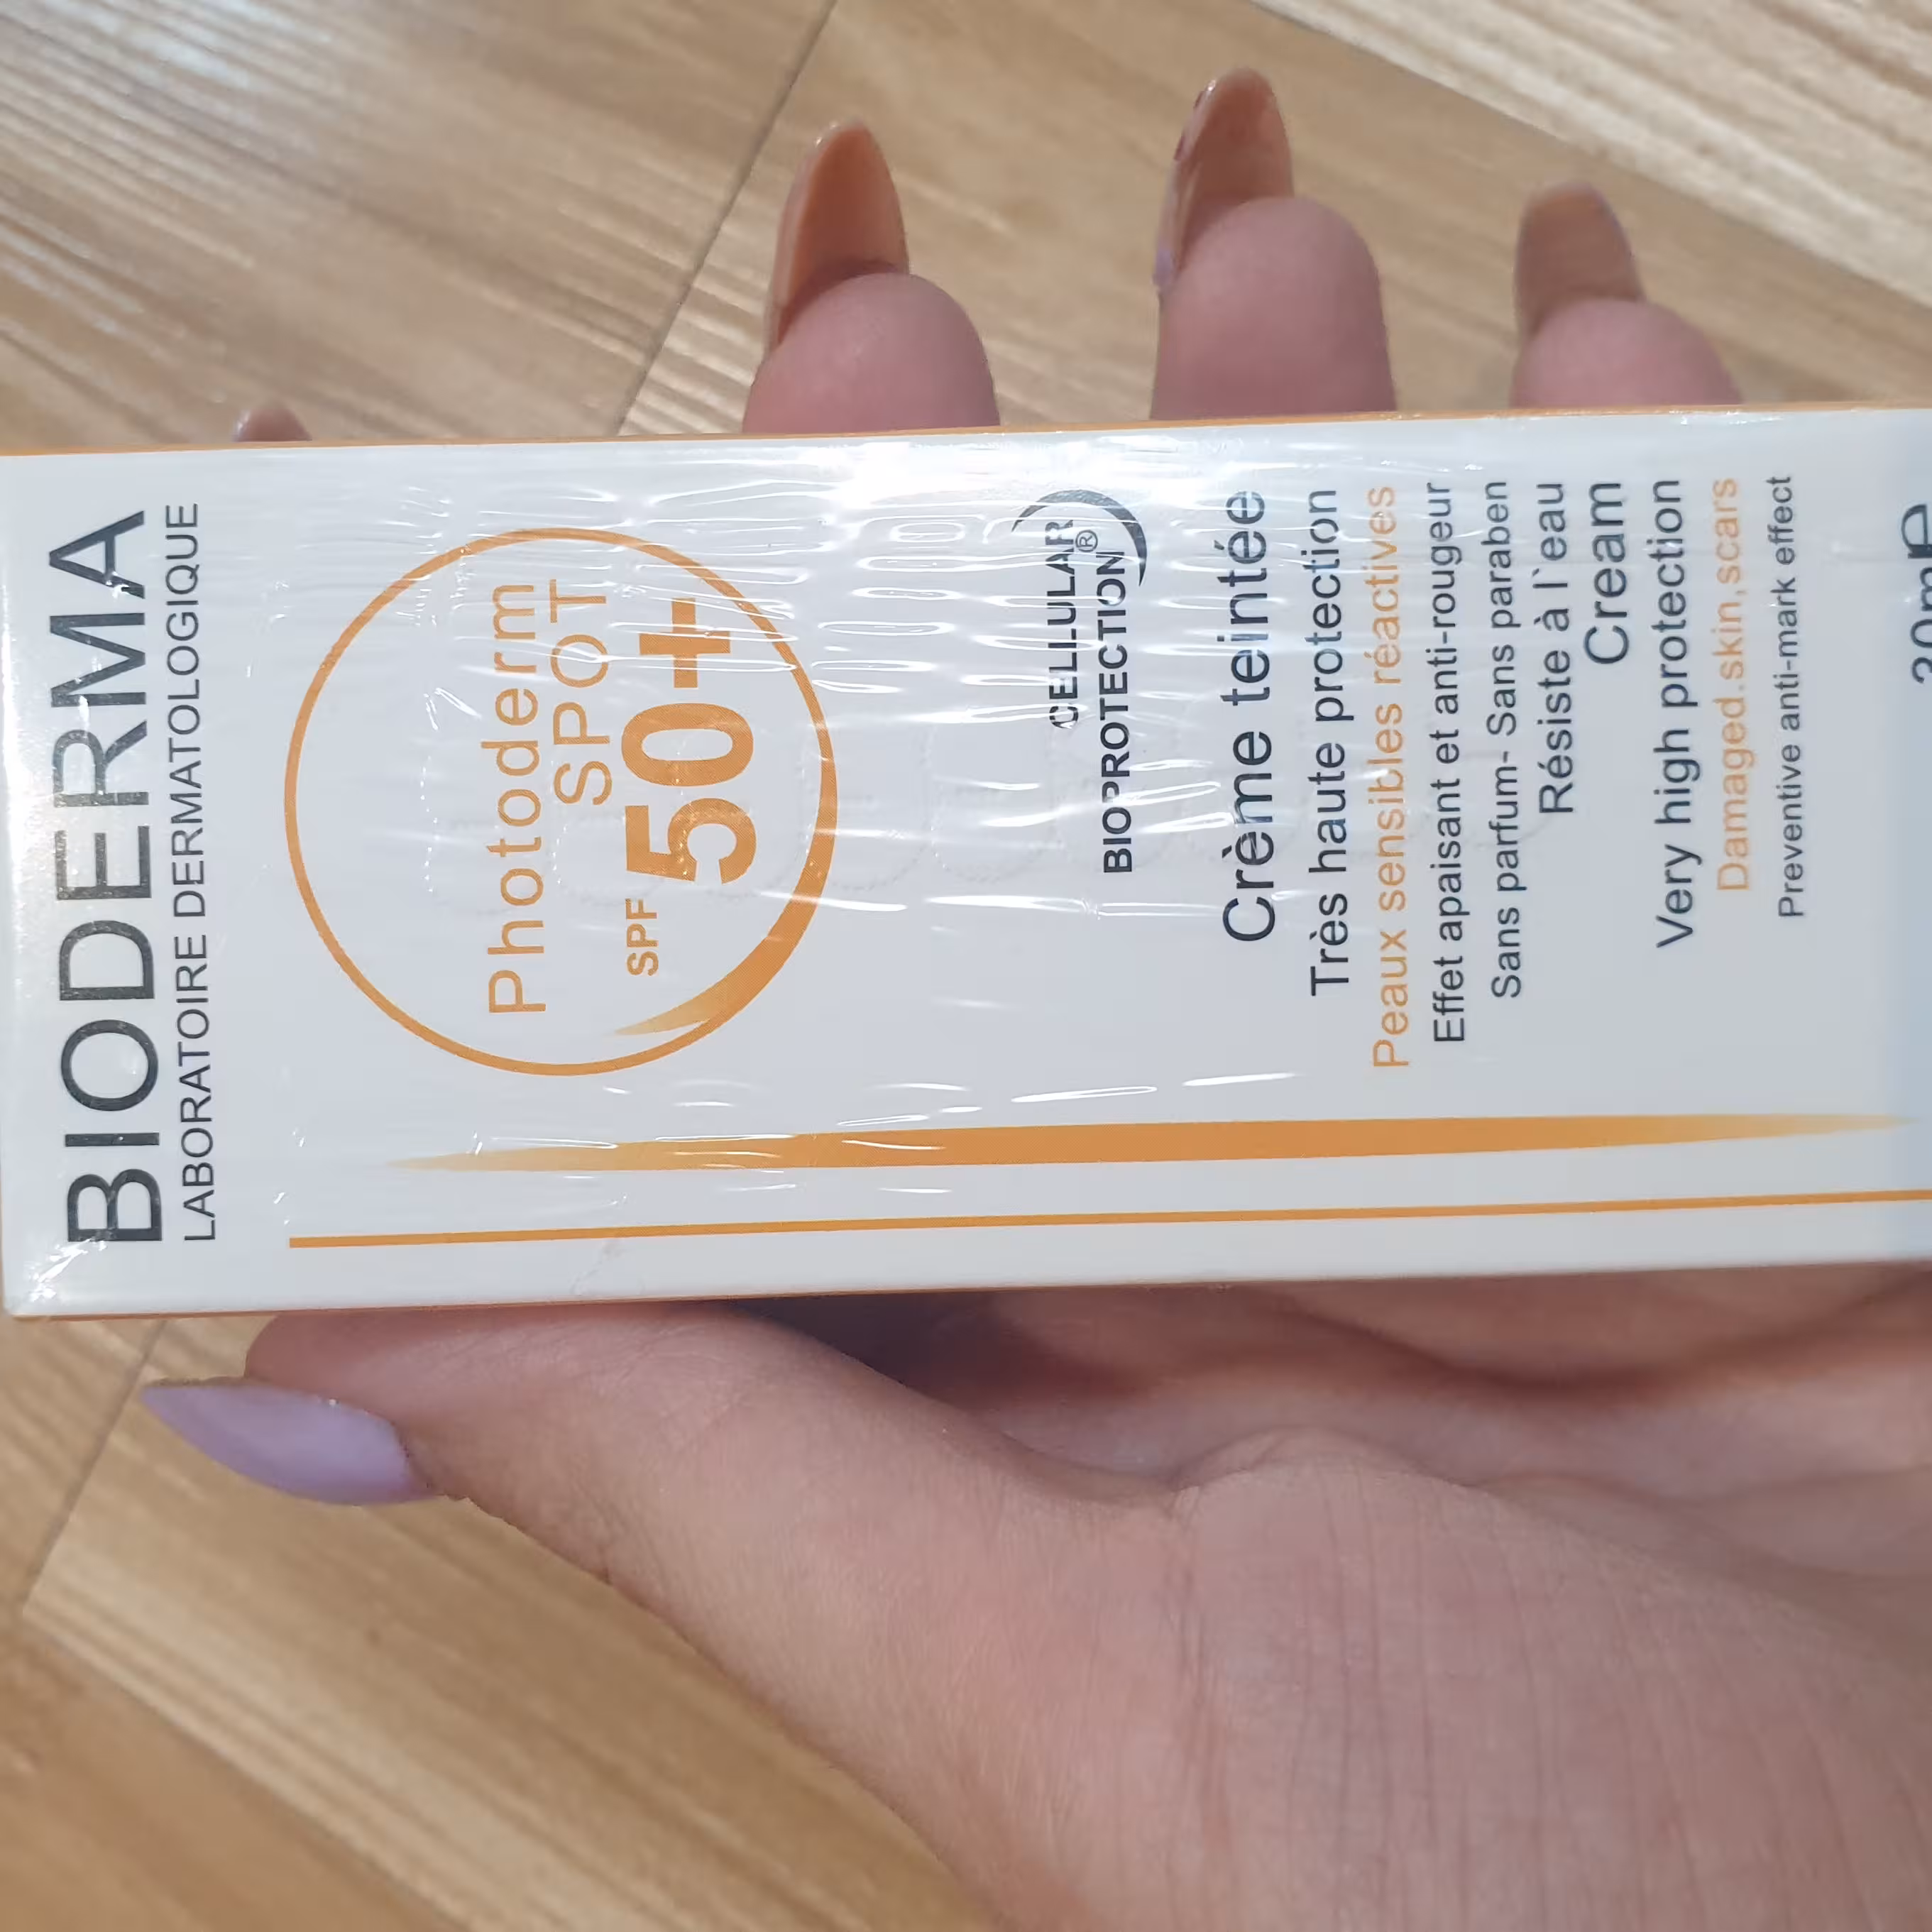 BIODERMA
LABORATOIRE DERMATOLOGIQUE
Photoderm
SPOT
SPF 50+
CELLULAR
BIOPROTECTION®
Crème teintée
Très haute protection
Peaux sensibles réactives
Effet apaisant et anti-rougeur
Sans parfum- Sans paraben
Résiste à l`eau
Cream
Very high protection
Damaged.skin,scars
Preventive anti-mark effect